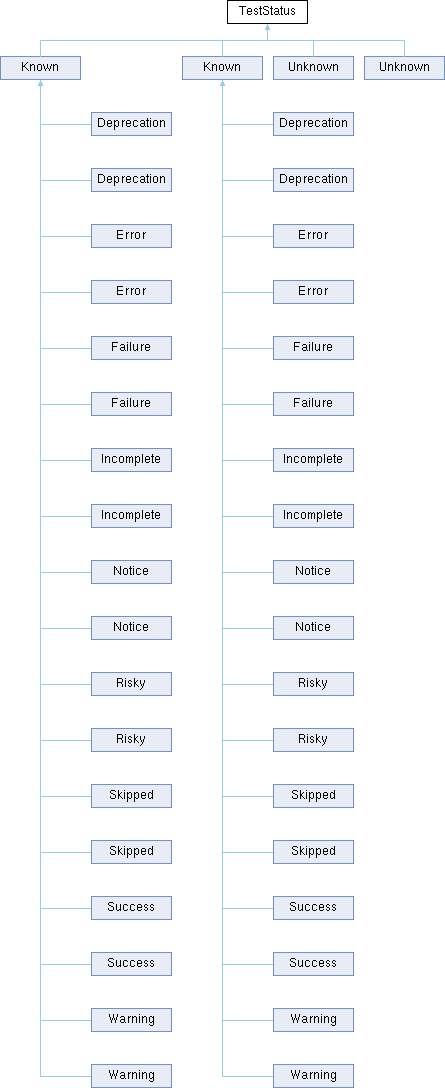 TestStatus
Known
Known
Unknown
Unknown
Deprecation
Deprecation
Deprecation
Deprecation
Error
Error
Error
Error
Failure
Failure
Failure
Failure
Incomplete
Incomplete
Incomplete
Incomplete
Notice
Notice
Notice
Notice
Risky
Risky
Risky
Risky
Skipped
Skipped
Skipped
Skipped
Success
Success
Success
Success
Warning
Warning
Warning
Warning